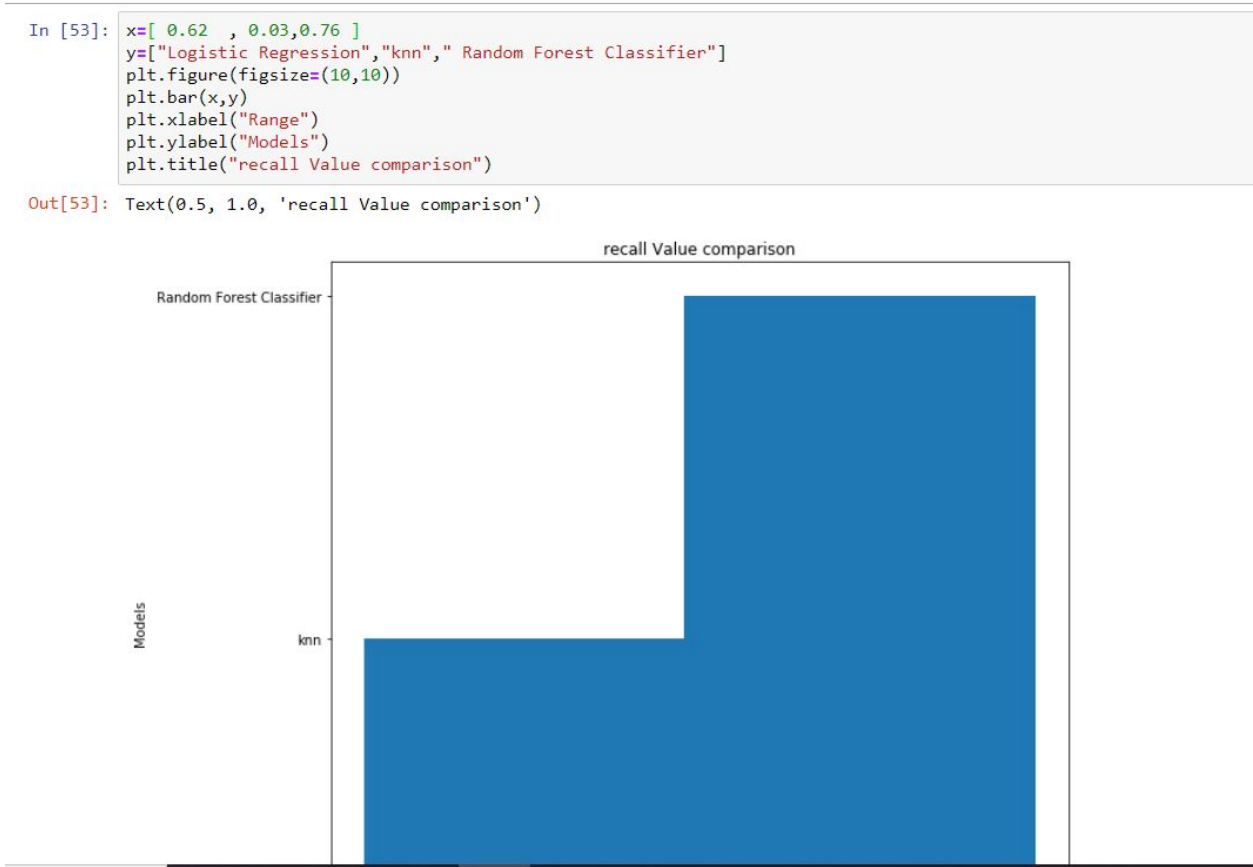 In [53]: x=[ 0.62  , 0.03,0.76 ]
y=["Logistic Regression","knn"," Random Forest Classifier"]
plt.figure(figsize=(10,10))
plt.bar(x,y)
plt.xlabel("Range")
plt.ylabel("Models")
plt.title("recall Value comparison")
Out[53]: Text(0.5, 1.0, 'recall Value comparison')
recall Value comparison
Random Forest Classifier
Models
knn